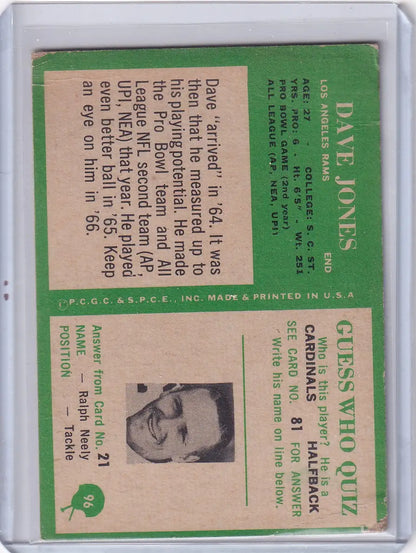 DAVE JONES
END
LOS ANGELES RAMS
AGE: 27 - COLLEGE: S. C. ST.
YRS. PRO: 6 - Ht. 6'5" - Wt. 251
PRO BOWL GAME (2nd year)
ALL LEAGUE (AP, NEA, UPI)
Dave "arrived" in '64. It was
then that he measured up to
his playing potential. He made
the Pro Bowl team and All
League NFL second team (AP,
UPI, NEA) that year. He played
even better ball in '65. Keep
an eye on him in '66.
©P.C.G.C. & S.P.C.E., INC. MADE & PRINTED IN U.S.A
GUESS WHO QUIZ
Who is this player? He is a
CARDINALS HALFBACK
SEE CARD NO. 81 FOR ANSWER
Write his name on line below.
Answer from Card No. 21
NAME — Ralph Neely
POSITION — Tackle
96